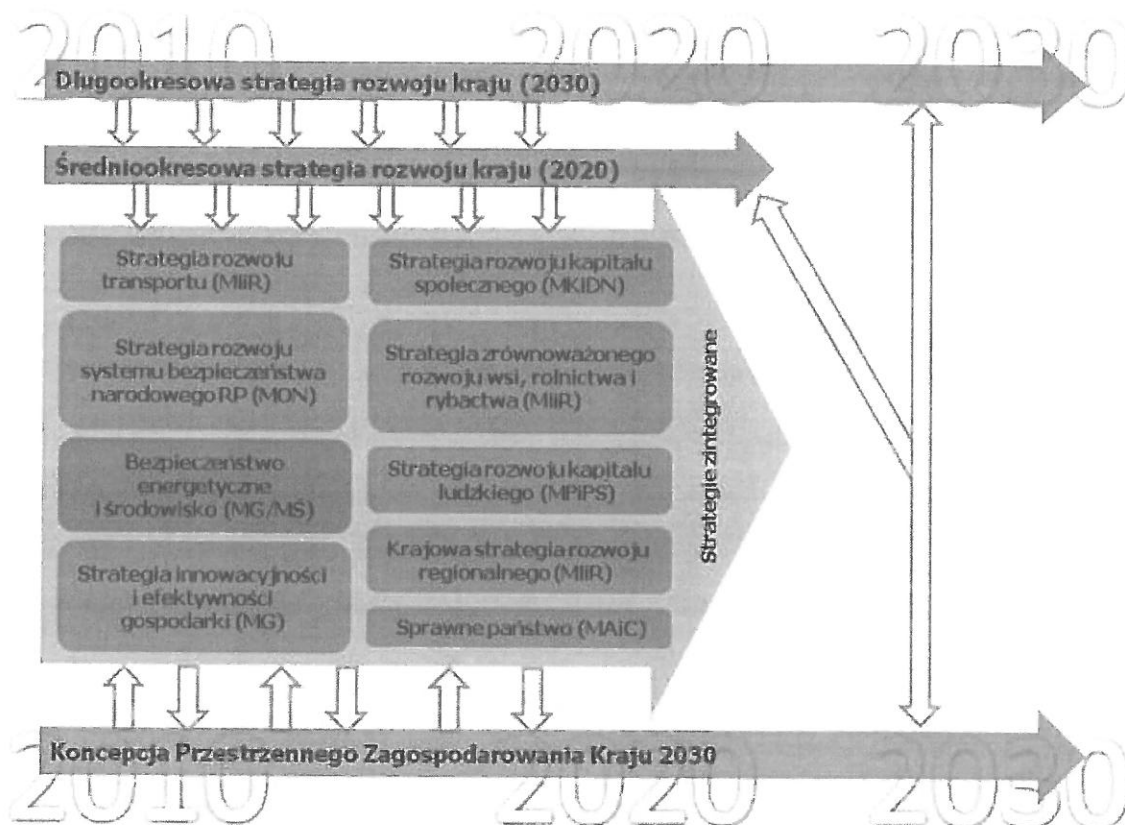 2010 2020 2030
Długookresowa strategia rozwoju kraju (2030)
Średniookresowa strategia rozwoju kraju (2020)
Strategia rozwoju
transportu (MIiR)
Strategia rozwoju
systemu bezpieczeństwa
narodowego RP (MON)
Bezpieczeństwo
energetyczne
i środowisko (MG/MŚ)
Strategia innowacyjności
i efektywności
gospodarki (MG)
Strategia rozwoju kapitału
społecznego (MKIDN)
Strategia zrównoważonego
rozwoju wsi, rolnictwa i
rybactwa (MIiR)
Strategia rozwoju kapitału
ludzkiego (MPiPS)
Krajowa strategia rozwoju
regionalnego (MIiR)
Sprawne państwo (MAiC)
Strategie zintegrowane
Koncepcja Przestrzennego Zagospodarowania Kraju 2030
2010 2020 2030